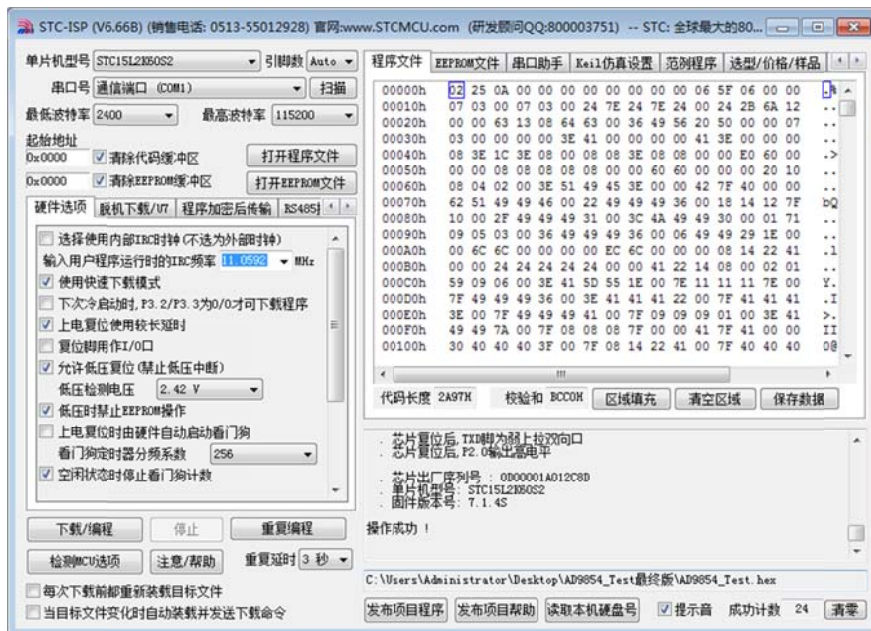 STC-ISP (V6.66B) (销售电话: 0513-55012928) 官网:www.STCMCU.com (研发顾问QQ:800003751) -- STC: 全球最大的80...
单片机型号 STC15L2K60S2 引脚数 Auto
串口号 通信端口 (COM1) 扫描
最低波特率 2400 最高波特率 115200
起始地址
0x0000 清除代码缓冲区 打开程序文件
0x0000 清除EEPROM缓冲区 打开EEPROM文件
硬件选项 脱机下载/U7 程序加密后传输 RS485
选择使用内部IRC时钟(不选为外部时钟)
输入用户程序运行时的IRC频率 11.0592 MHz
使用快速下载模式
下次冷启动时,P3.2/P3.3为0/0才可下载程序
上电复位使用较长延时
复位脚用作I/O口
允许低压复位(禁止低压中断)
低压检测电压 2.42 V
低压时禁止EEPROM操作
上电复位时由硬件自动启动看门狗
看门狗定时器分频系数 256
空闲状态时停止看门狗计数
下载/编程 停止 重复编程
检测MCU选项 注意/帮助 重复延时 3 秒
每次下载前都重新装载目标文件
当目标文件变化时自动装载并发送下载命令
程序文件 EEPROM文件 串口助手 Keil仿真设置 范例程序 选型/价格/样品
00000h 02 25 0A 00 00 00 00 00 00 00 00 06 5F 06 00 00 .%
00010h 07 03 00 07 03 00 24 7E 24 7E 24 00 24 2B 6A 12 ..
00020h 00 00 63 13 08 64 63 00 36 49 56 20 50 00 00 07 ..
00030h 03 00 00 00 00 3E 41 00 00 00 00 41 3E 00 00 00 ..
00040h 08 3E 1C 3E 08 00 08 08 3E 08 08 00 00 E0 60 00 .>
00050h 00 00 08 08 08 08 08 00 00 60 60 00 00 00 20 10 ..
00060h 08 04 02 00 3E 51 49 45 3E 00 00 42 7F 40 00 00 ..
00070h 62 51 49 49 46 00 22 49 49 49 36 00 18 14 12 7F bQ
00080h 10 00 2F 49 49 49 31 00 3C 4A 49 49 30 00 01 71 ..
00090h 09 05 03 00 36 49 49 49 36 00 06 49 49 29 1E 00 ..
000A0h 00 6C 6C 00 00 00 00 EC 6C 00 00 00 08 14 22 41 .l
000B0h 00 00 24 24 24 24 24 00 00 41 22 14 08 00 02 01 ..
000C0h 59 09 06 00 3E 41 5D 55 1E 00 7E 11 11 11 7E 00 Y.
000D0h 7F 49 49 49 36 00 3E 41 41 41 22 00 7F 41 41 41 .I
000E0h 3E 00 7F 49 49 49 41 00 7F 09 09 09 01 00 3E 41 >.
000F0h 49 49 7A 00 7F 08 08 08 7F 00 00 41 7F 41 00 00 II
00100h 30 40 40 40 3F 00 7F 08 14 22 41 00 7F 40 40 40 0@
代码长度 2A97H 校验和 BCC0H 区域填充 清空区域 保存数据
. 芯片复位后,TXD脚为弱上拉双向口
. 芯片复位后,P2.0输出高电平
. 芯片出厂序列号 : 0D00001A012C8D
. 单片机型号: STC15L2K60S2
. 固件版本号: 7.1.4S
操作成功 !
C:\Users\Administrator\Desktop\AD9854_Test最终版\AD9854_Test.hex
发布项目程序 发布项目帮助 读取本机硬盘号 提示音 成功计数 24 清零